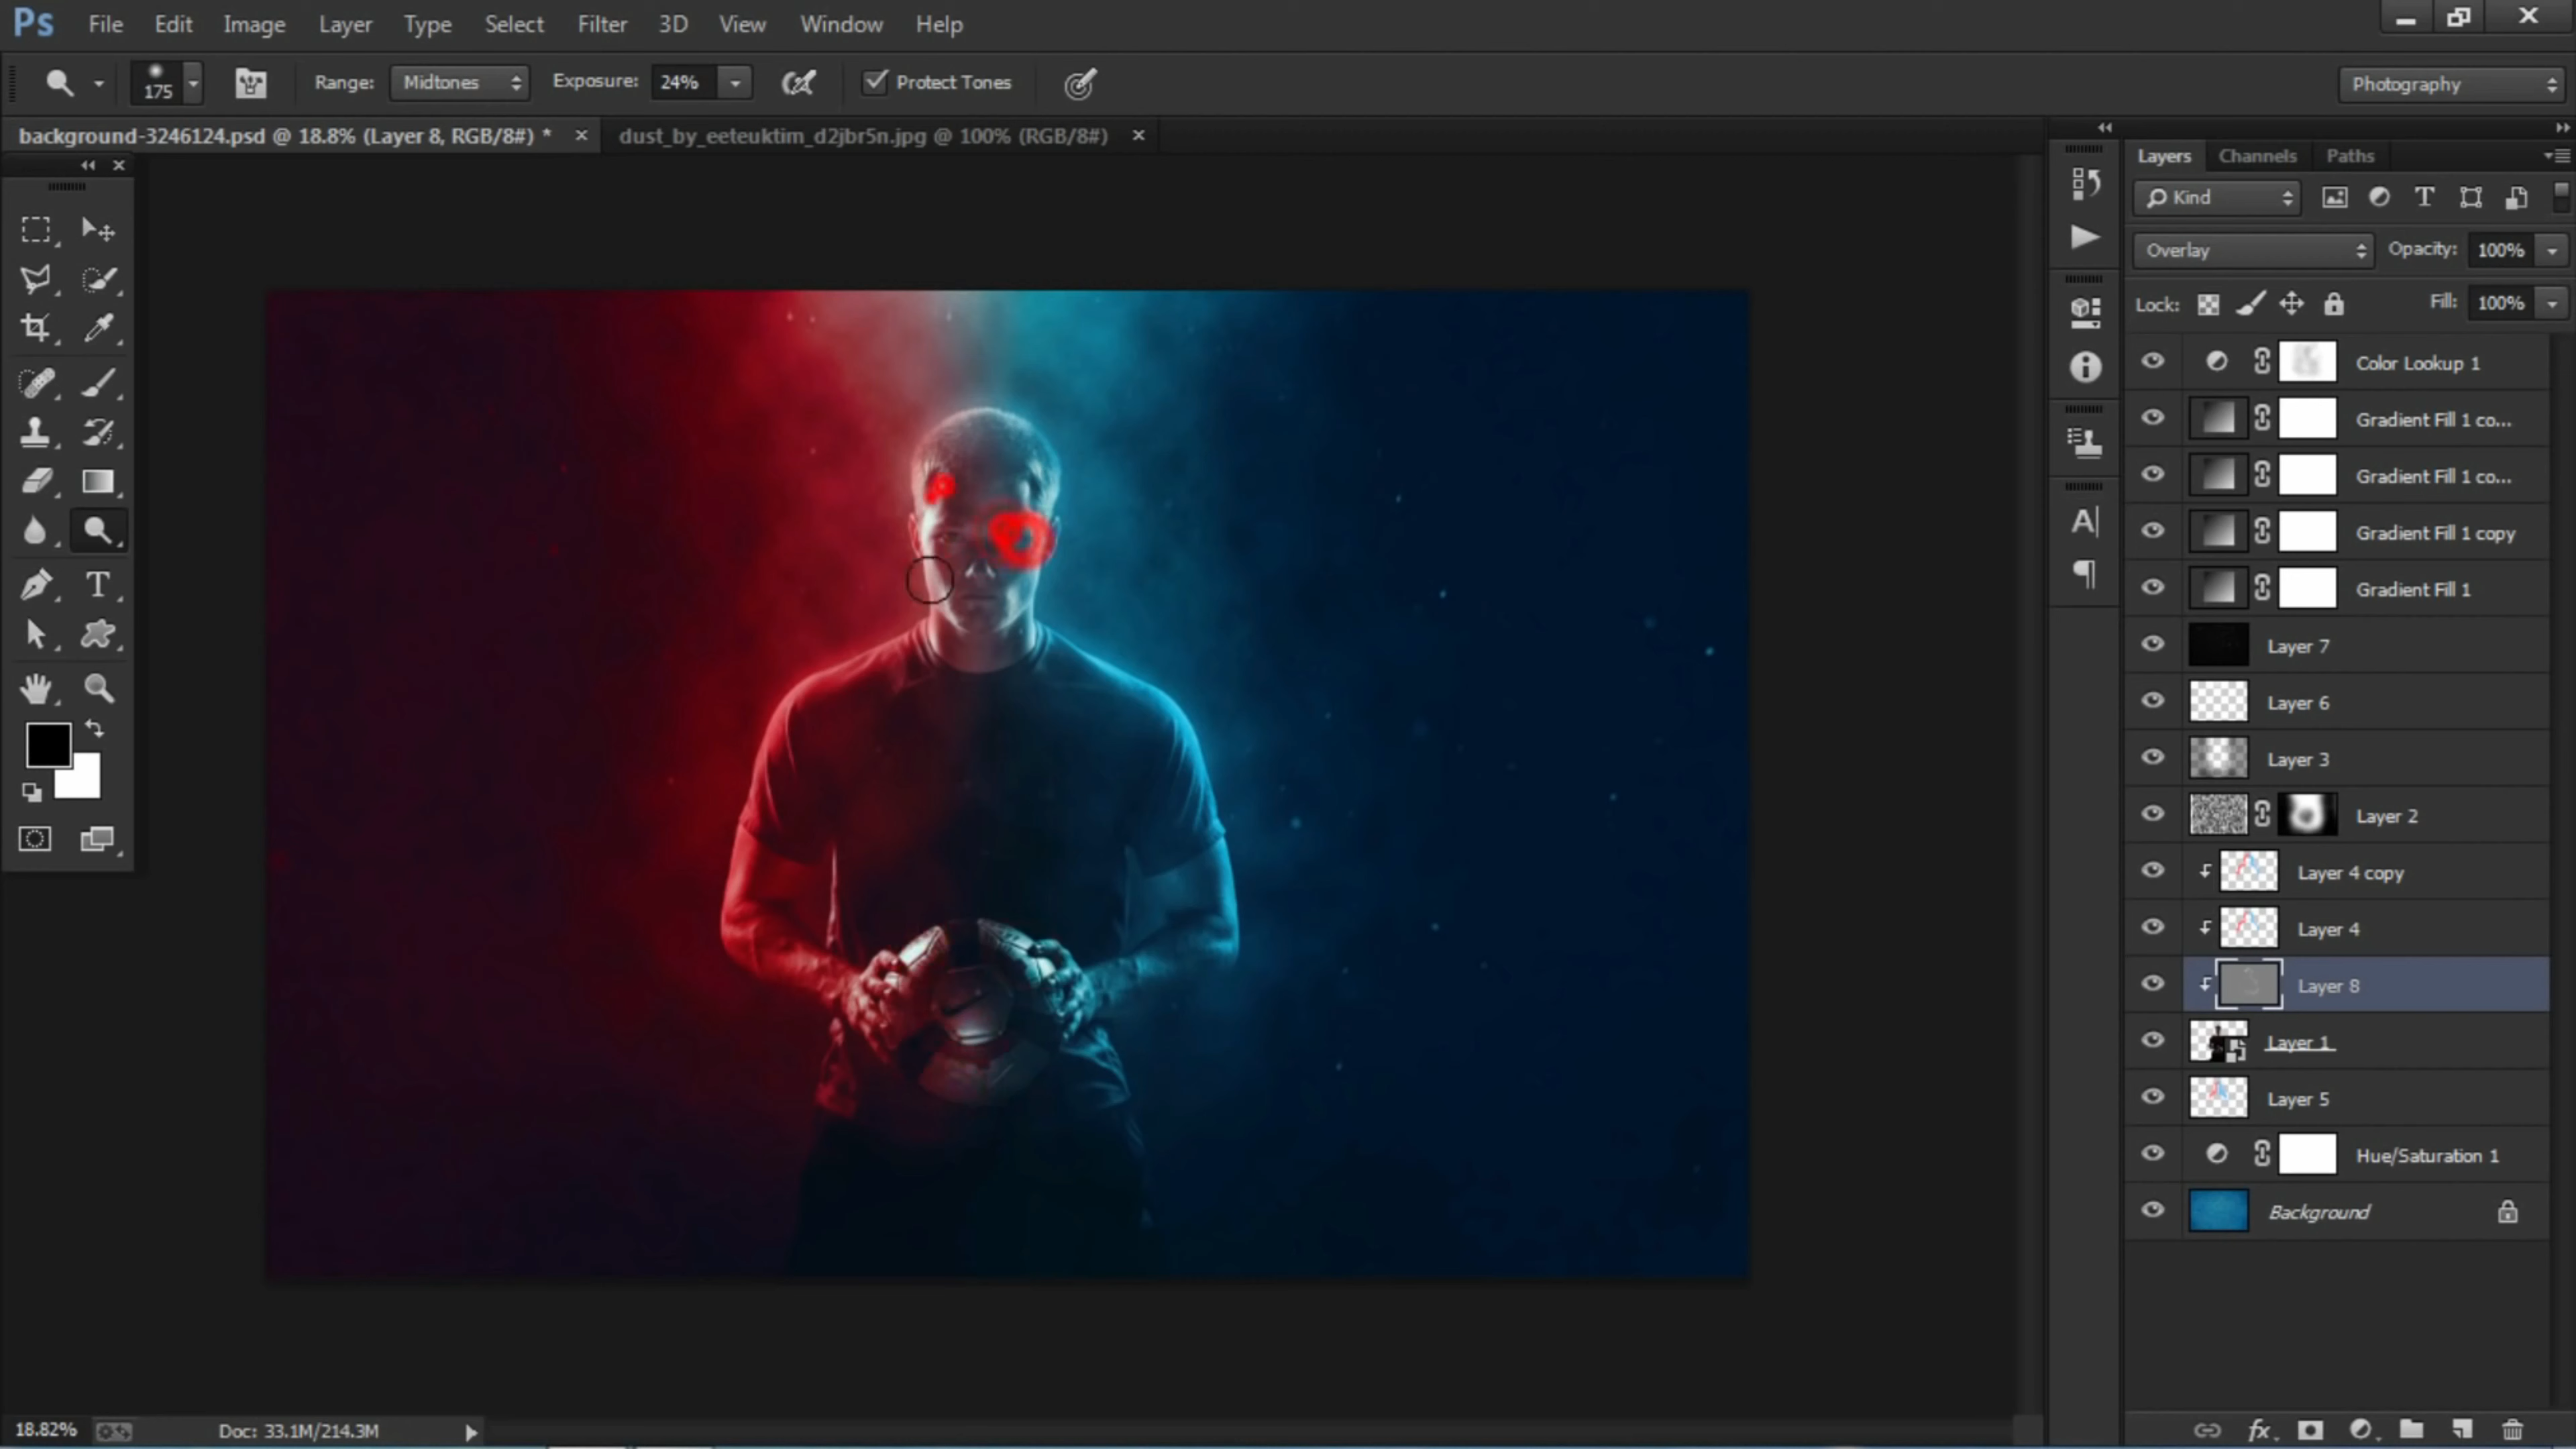 Ps File Edit Image Layer Type Select Filter 3D View Window Help
175 Range: Midtones Exposure: 24% Protect Tones Photography
background-3246124.psd @ 18.8% (Layer 8, RGB/8#) * dust_by_eeteuktim_d2jbr5n.jpg @ 100% (RGB/8#)
Layers Channels Paths
Kind
Overlay Opacity: 100%
Lock: Fill: 100%
Color Lookup 1
Gradient Fill 1 co...
Gradient Fill 1 co...
Gradient Fill 1 copy
Gradient Fill 1
Layer 7
Layer 6
Layer 3
Layer 2
Layer 4 copy
Layer 4
Layer 8
Layer 1
Layer 5
Hue/Saturation 1
Background
18.82% Doc: 33.1M/214.3M